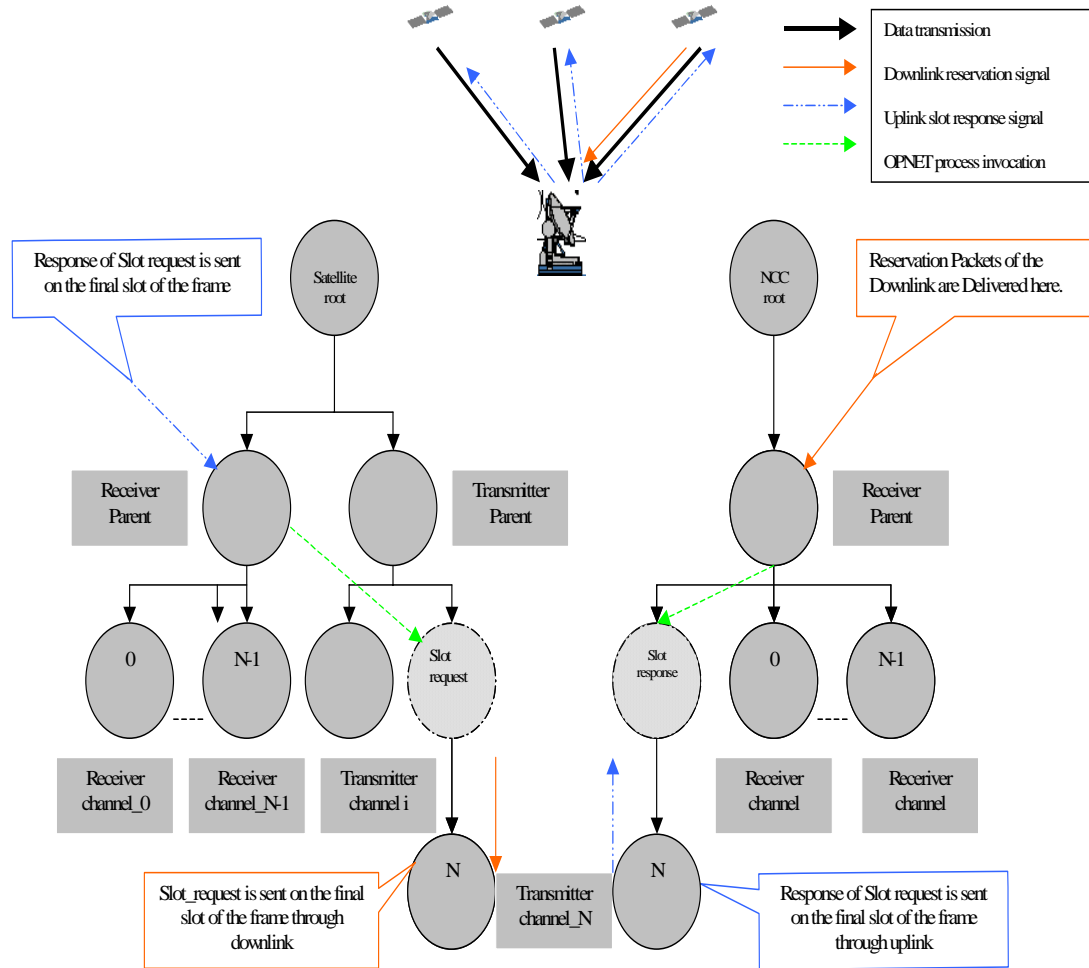 Data transmission
Downlink reservation signal
Uplink slot response signal
OPNET process invocation
Response of Slot request is sent
on the final slot of the frame
Satellite
root
NCC
root
Reservation Packets of the
Downlink are Delivered here.
Receiver
Parent
Transmitter
Parent
Receiver
Parent
0
N-1
Slot
request
Slot
response
0
N-1
Receiver
channel_0
Receiver
channel_N-1
Transmitter
channel i
Receiver
channel
Receriver
channel
N
N
Slot_request is sent on the final
slot of the frame through
downlink
Transmitter
channel_N
Response of Slot request is sent
on the final slot of the frame
through uplink